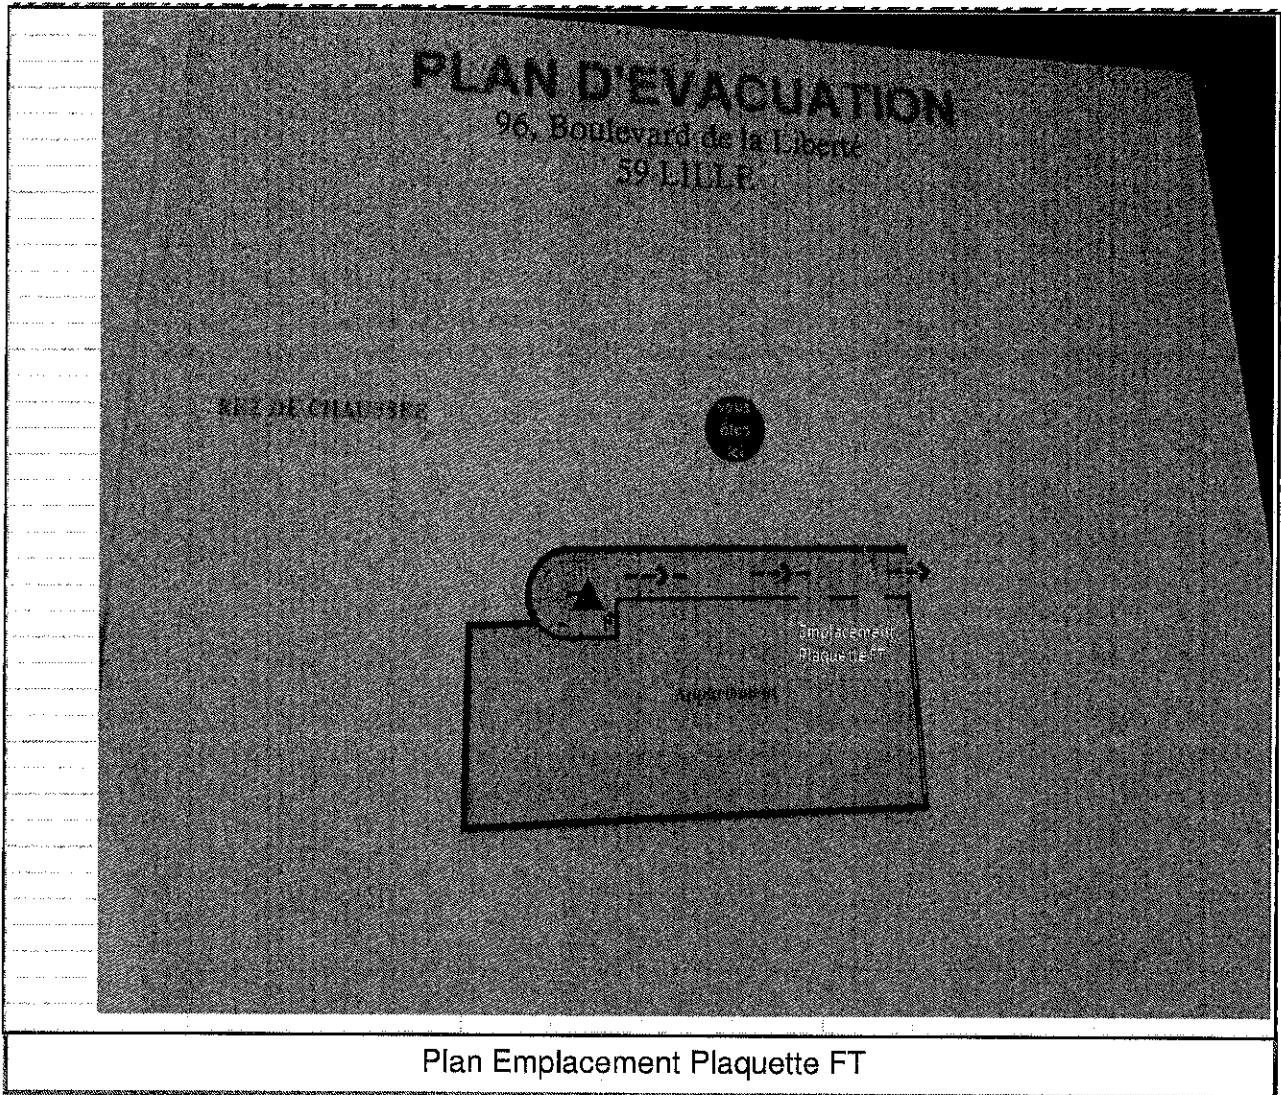 PLAN D'EVACUATION
96, Boulevard de la Liberté
59 LILLE
REZ DE CHAUSSEE
vous
êtes
ici
Emplacement
Plaquette FT
Appartement
Plan Emplacement Plaquette FT